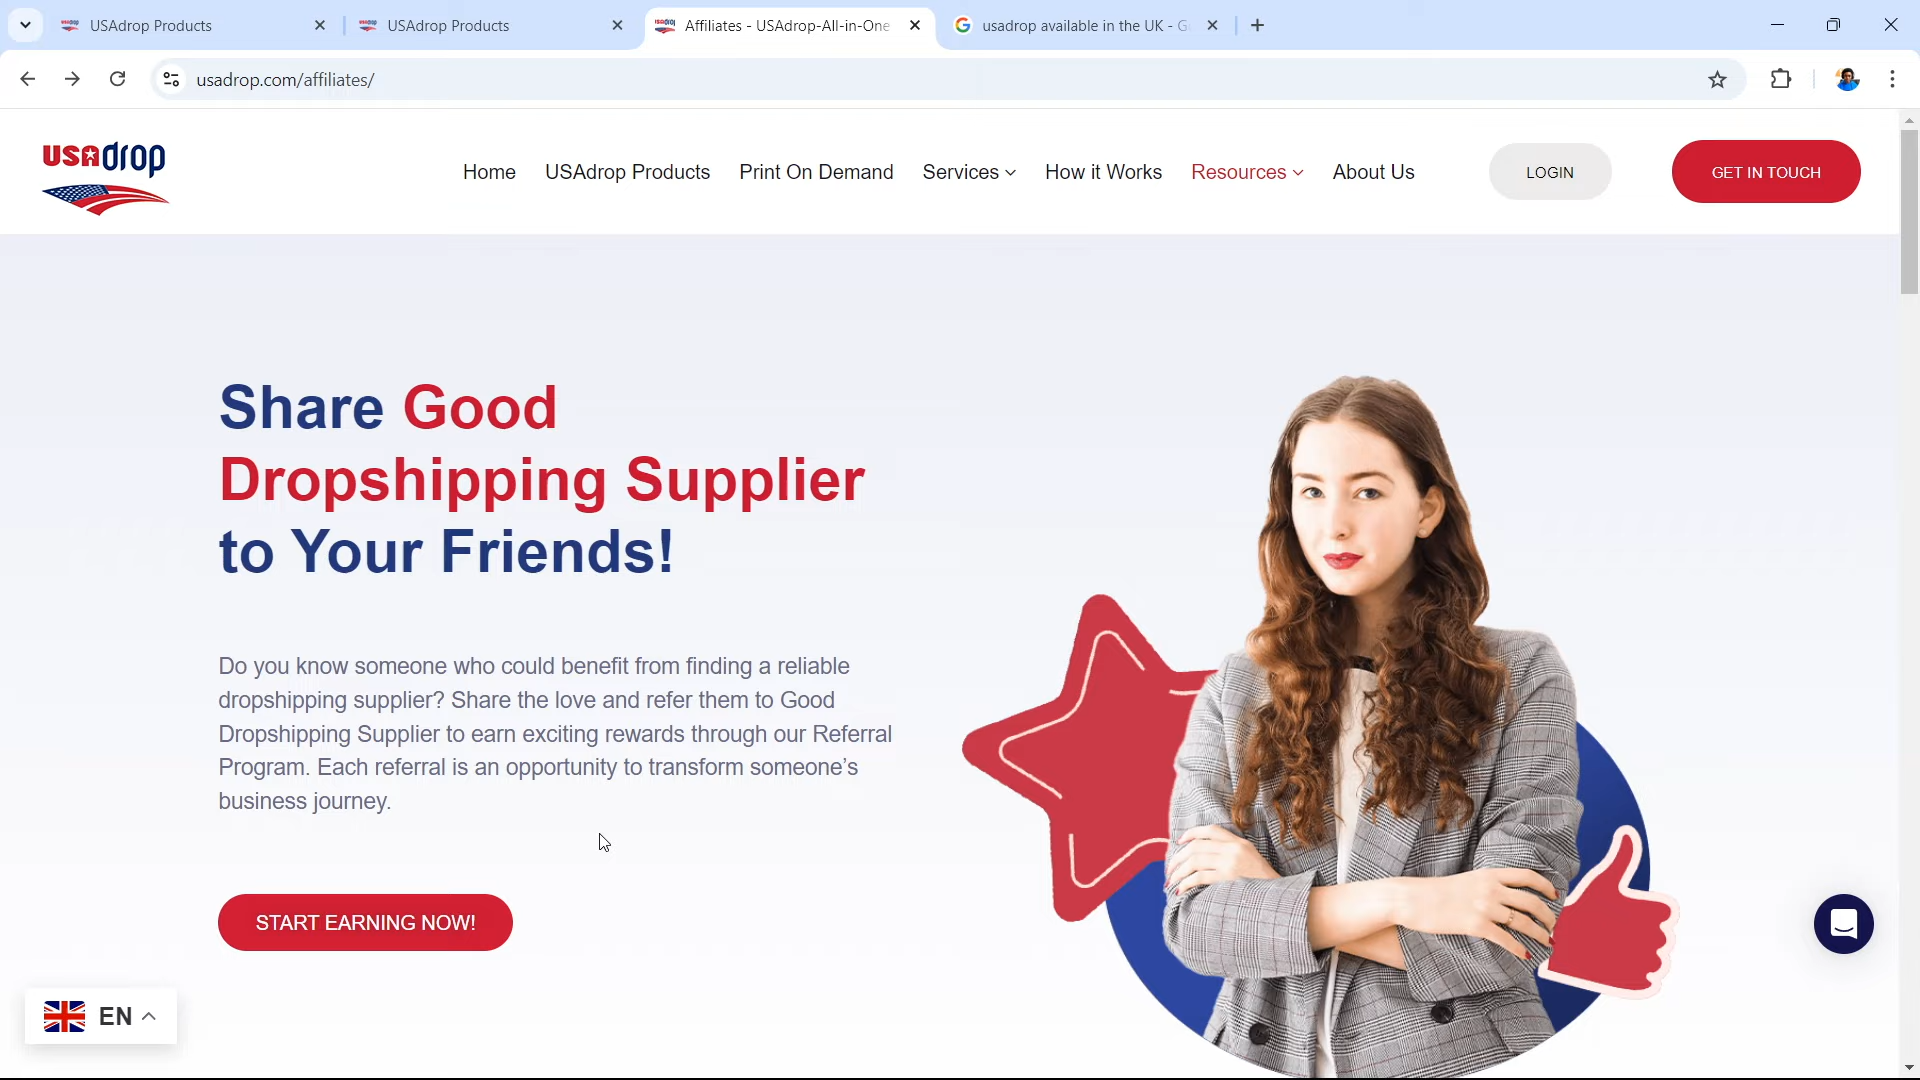 USAdrop Products
USAdrop Products
Affiliates - USAdrop-All-in-One
usadrop available in the UK - G
usadrop.com/affiliates/
USAdrop
Home
USAdrop Products
Print On Demand
Services
How it Works
Resources
About Us
LOGIN
GET IN TOUCH
Share Good
Dropshipping Supplier
to Your Friends!
Do you know someone who could benefit from finding a reliable
dropshipping supplier? Share the love and refer them to Good
Dropshipping Supplier to earn exciting rewards through our Referral
Program. Each referral is an opportunity to transform someone’s
business journey.
START EARNING NOW!
EN